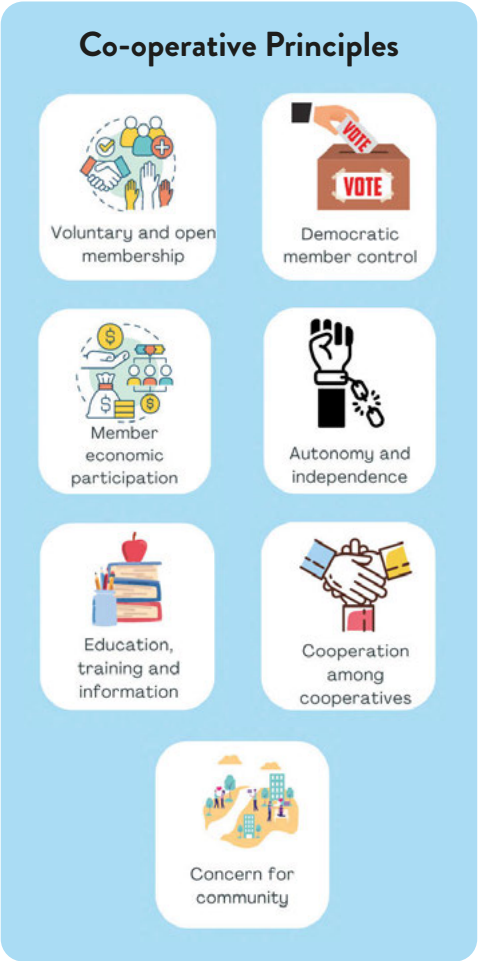 Co-operative Principles
Voluntary and open
membership
VOTE
VOTE
Democratic
member control
$
$
$
Member
economic
participation
Autonomy and
independence
Education,
training and
information
Cooperation
among
cooperatives
Concern for
community